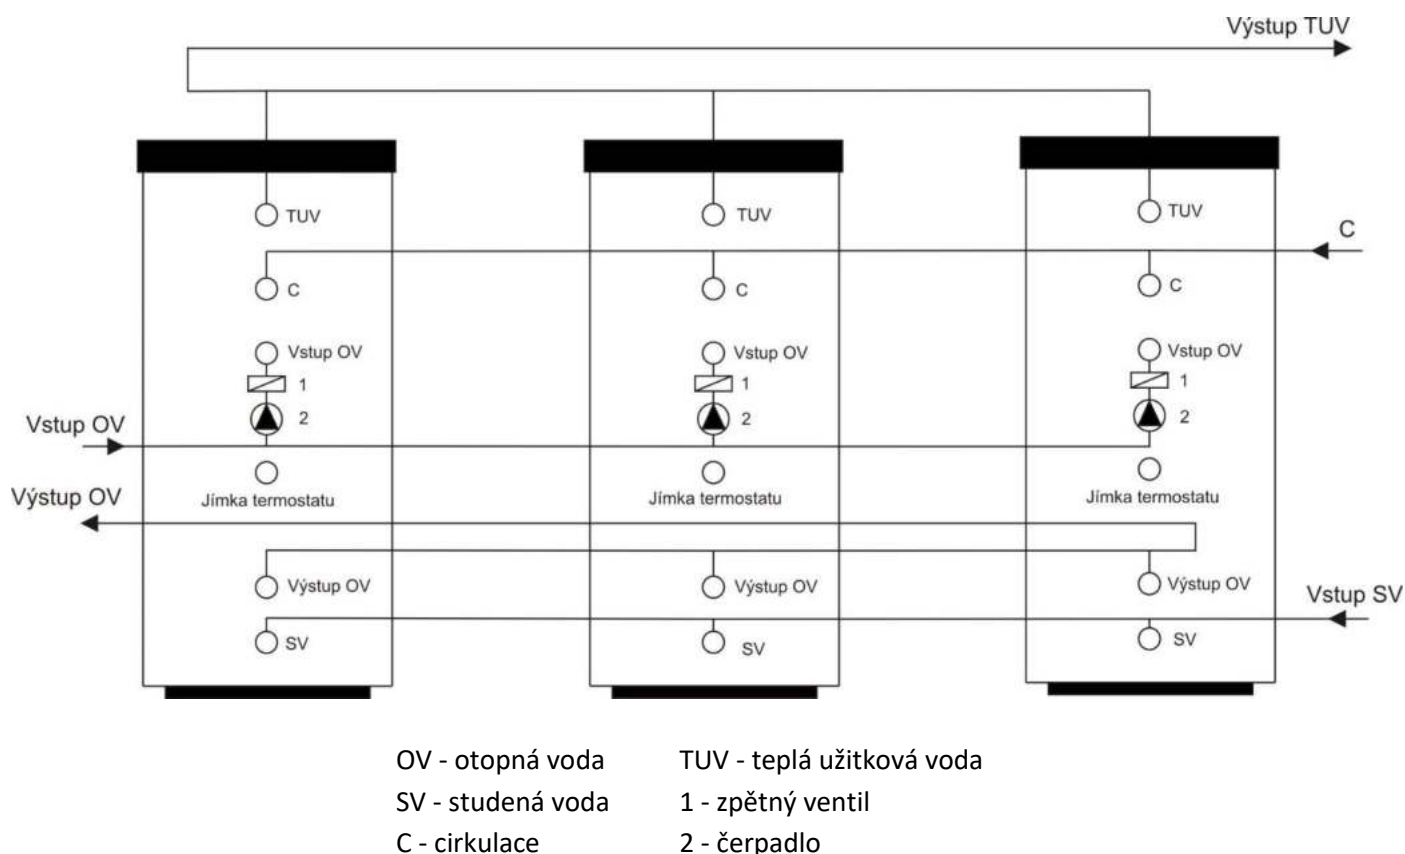 Výstup TUV
TUV TUV TUV
C
C C C
Vstup OV Vstup OV Vstup OV
1 1 1
Vstup OV
2 2 2
Výstup OV
Jímka termostatu Jímka termostatu Jímka termostatu
Výstup OV Výstup OV Výstup OV
Vstup SV
SV SV SV
OV - otopná voda TUV - teplá užitková voda
SV - studená voda 1 - zpětný ventil
C - cirkulace 2 - čerpadlo